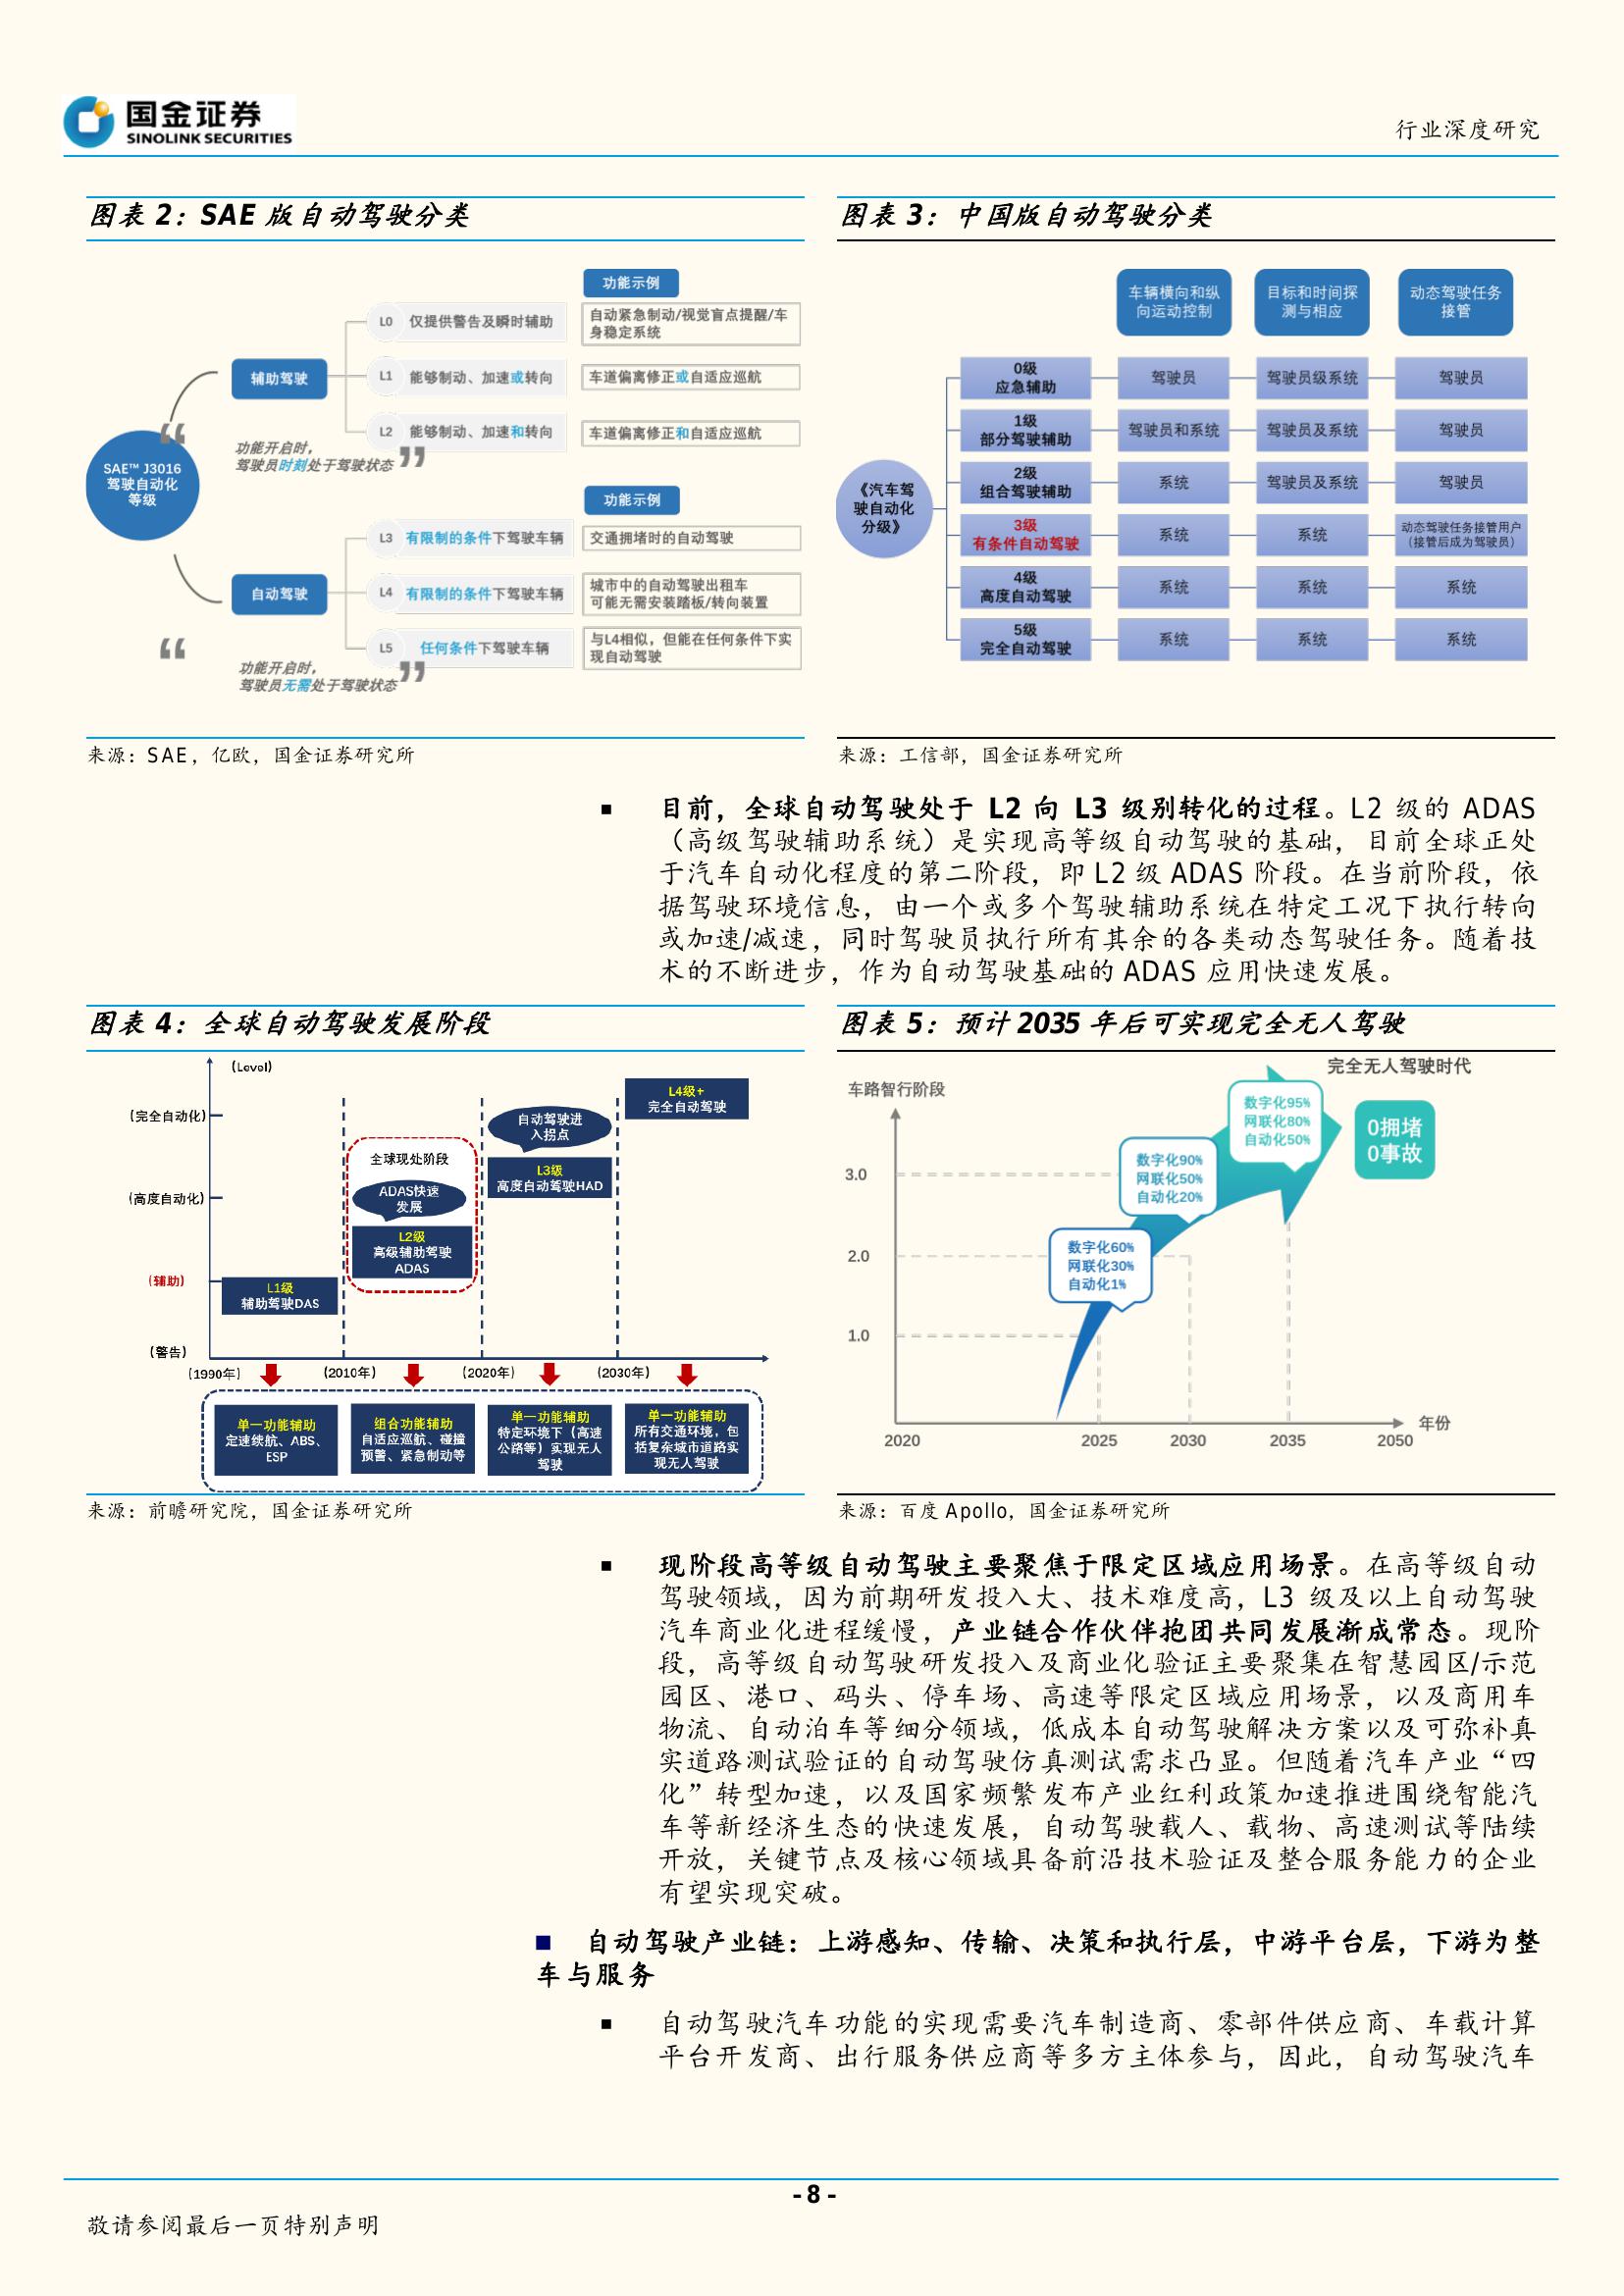 国金证券
SINOLINK SECURITIES
行业深度研究
图表 2：SAE 版自动驾驶分类
功能示例
L0 仅提供警告及瞬时辅助
自动紧急制动/视觉盲点提醒/车
身稳定系统
辅助驾驶
L1 能够制动、加速或转向
车道偏离修正或自适应巡航
L2 能够制动、加速和转向
车道偏离修正和自适应巡航
“
功能开启时，
驾驶员时刻处于驾驶状态
”
SAE™ J3016
驾驶自动化
等级
功能示例
L3 有限制的条件下驾驶车辆
交通拥堵时的自动驾驶
自动驾驶
L4 有限制的条件下驾驶车辆
城市中的自动驾驶出租车
可能无需安装踏板/转向装置
L5 任何条件下驾驶车辆
与L4相似，但能在任何条件下实
现自动驾驶
“
功能开启时，
驾驶员无需处于驾驶状态
”
来源：SAE，亿欧，国金证券研究所
图表 3：中国版自动驾驶分类
车辆横向和纵
向运动控制
目标和时间探
测与相应
动态驾驶任务
接管
《汽车驾
驶自动化
分级》
0级
应急辅助
驾驶员
驾驶员级系统
驾驶员
1级
部分驾驶辅助
驾驶员和系统
驾驶员及系统
驾驶员
2级
组合驾驶辅助
系统
驾驶员及系统
驾驶员
3级
有条件自动驾驶
系统
系统
动态驾驶任务接管用户
（接管后成为驾驶员）
4级
高度自动驾驶
系统
系统
系统
5级
完全自动驾驶
系统
系统
系统
来源：工信部，国金证券研究所
▪ 目前，全球自动驾驶处于 L2 向 L3 级别转化的过程。L2 级的 ADAS
（高级驾驶辅助系统）是实现高等级自动驾驶的基础，目前全球正处
于汽车自动化程度的第二阶段，即 L2 级 ADAS 阶段。在当前阶段，依
据驾驶环境信息，由一个或多个驾驶辅助系统在特定工况下执行转向
或加速/减速，同时驾驶员执行所有其余的各类动态驾驶任务。随着技
术的不断进步，作为自动驾驶基础的 ADAS 应用快速发展。
图表 4：全球自动驾驶发展阶段
（Level）
（完全自动化）
（高度自动化）
（辅助）
（警告）
L1级
辅助驾驶DAS
全球现处阶段
ADAS快速
发展
L2级
高级辅助驾驶
ADAS
自动驾驶进
入拐点
L3级
高度自动驾驶HAD
L4级+
完全自动驾驶
（1990年）
（2010年）
（2020年）
（2030年）
单一功能辅助
定速续航、ABS、
ESP
组合功能辅助
自适应巡航、碰撞
预警、紧急制动等
单一功能辅助
特定环境下（高速
公路等）实现无人
驾驶
单一功能辅助
所有交通环境，包
括复杂城市道路实
现无人驾驶
来源：前瞻研究院，国金证券研究所
图表 5：预计 2035 年后可实现完全无人驾驶
完全无人驾驶时代
车路智行阶段
数字化95%
网联化80%
自动化50%
0拥堵
0事故
数字化90%
网联化50%
自动化20%
数字化60%
网联化30%
自动化1%
3.0
2.0
1.0
年份
2020 2025 2030 2035 2050
来源：百度 Apollo，国金证券研究所
▪ 现阶段高等级自动驾驶主要聚焦于限定区域应用场景。在高等级自动
驾驶领域，因为前期研发投入大、技术难度高，L3 级及以上自动驾驶
汽车商业化进程缓慢，产业链合作伙伴抱团共同发展渐成常态。现阶
段，高等级自动驾驶研发投入及商业化验证主要聚集在智慧园区/示范
园区、港口、码头、停车场、高速等限定区域应用场景，以及商用车
物流、自动泊车等细分领域，低成本自动驾驶解决方案以及可弥补真
实道路测试验证的自动驾驶仿真测试需求凸显。但随着汽车产业“四
化”转型加速，以及国家频繁发布产业红利政策加速推进围绕智能汽
车等新经济生态的快速发展，自动驾驶载人、载物、高速测试等陆续
开放，关键节点及核心领域具备前沿技术验证及整合服务能力的企业
有望实现突破。
■ 自动驾驶产业链：上游感知、传输、决策和执行层，中游平台层，下游为整
车与服务
▪ 自动驾驶汽车功能的实现需要汽车制造商、零部件供应商、车载计算
平台开发商、出行服务供应商等多方主体参与，因此，自动驾驶汽车
- 8 -
敬请参阅最后一页特别声明